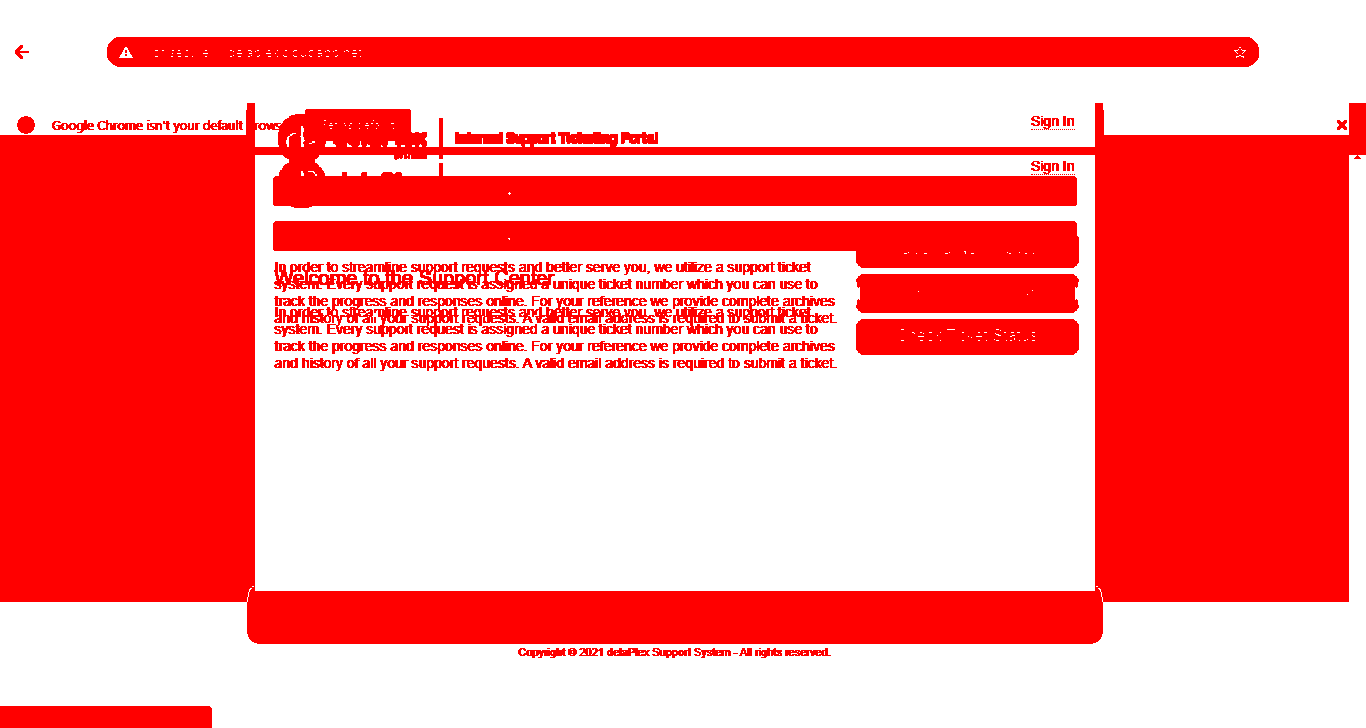 Google Chrome isn't your default
Sign In
Internal Support Ticketing Portal
Sign In
In order to streamline support requests and better serve you, we utilize a support ticket
Welcome to the Support Center
system. Every support request is assigned a unique ticket number which you can use to
track the progress and responses online. For your reference we provide complete archives
In order to streamline support requests and better serve you, we utilize a support ticket
and history of all your support requests. A valid email address is required to submit a ticket.
system. Every support request is assigned a unique ticket number which you can use to
Check Ticket Status
track the progress and responses online. For your reference we provide complete archives
and history of all your support requests. A valid email address is required to submit a ticket.
Copyright © 2021 delaPlex Support System - All rights reserved.